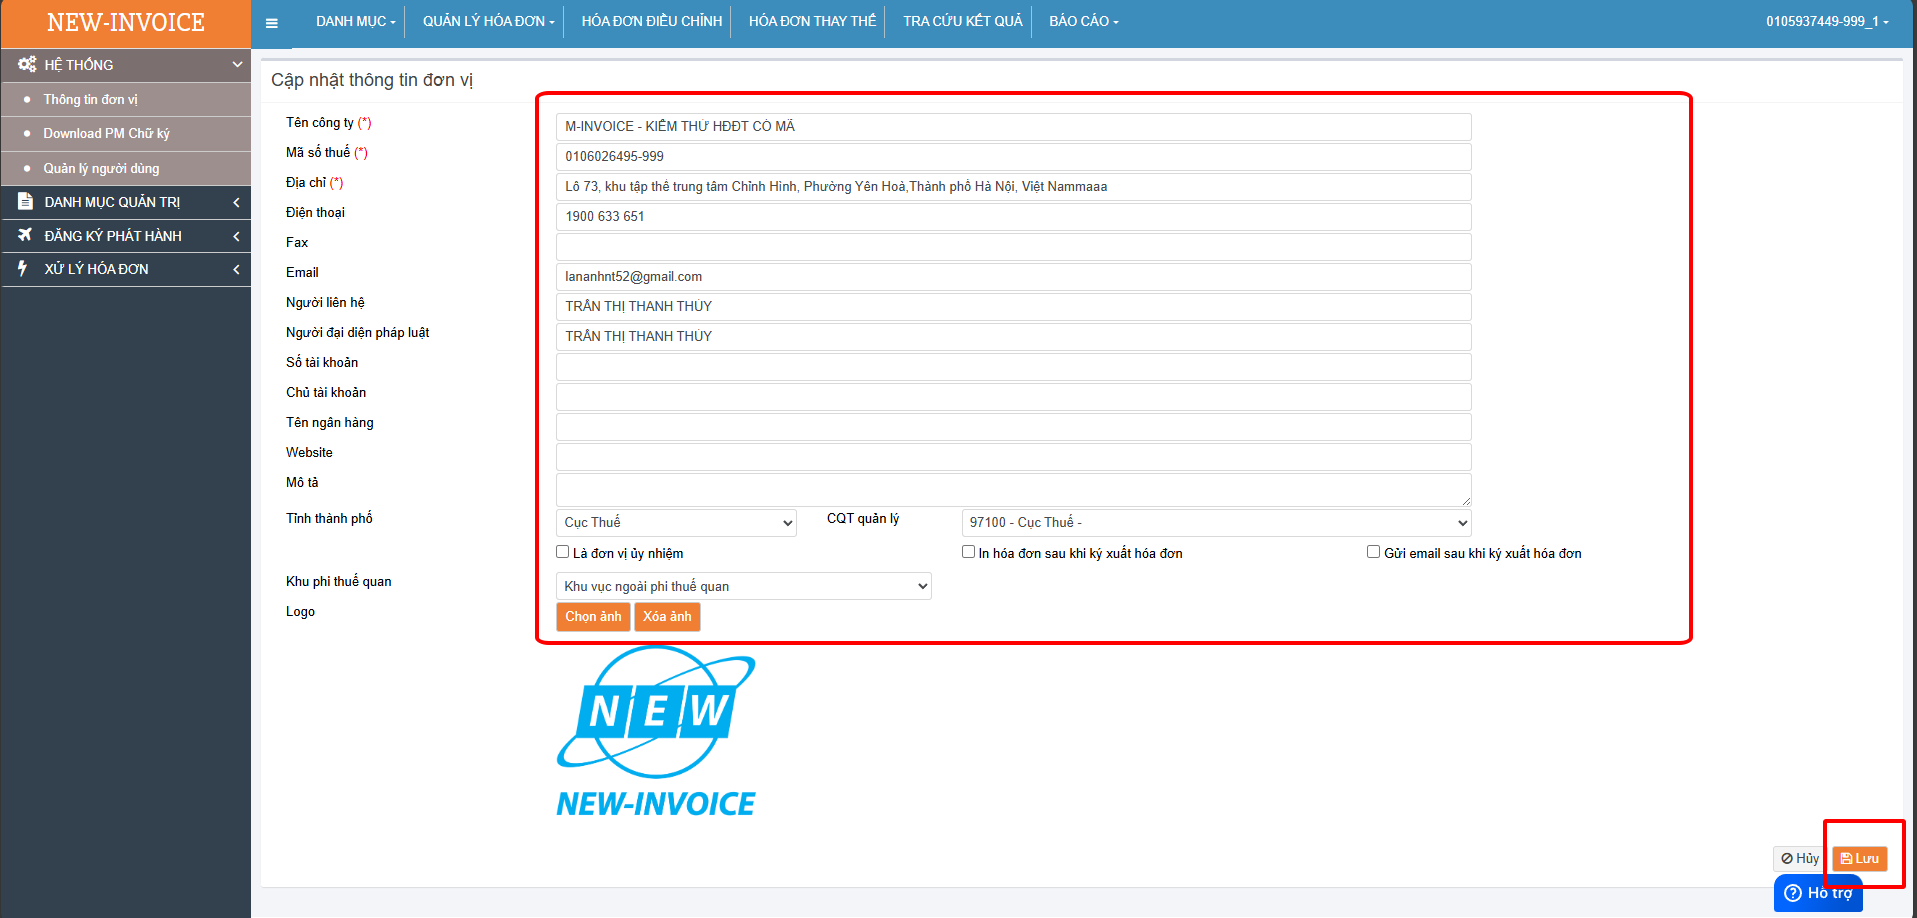 NEW-INVOICE
DANH MỤC
QUẢN LÝ HÓA ĐƠN
HÓA ĐƠN ĐIỀU CHỈNH
HÓA ĐƠN THAY THẾ
TRA CỨU KẾT QUẢ
BÁO CÁO
0105937449-999_1
HỆ THỐNG
Thông tin đơn vị
Download PM Chữ ký
Quản lý người dùng
DANH MỤC QUẢN TRỊ
ĐĂNG KÝ PHÁT HÀNH
XỬ LÝ HÓA ĐƠN
Cập nhật thông tin đơn vị
Tên công ty (*)
M-INVOICE - KIỂM THỬ HĐĐT CÓ MÃ
Mã số thuế (*)
0106026495-999
Địa chỉ (*)
Lô 73, khu tập thể trung tâm Chỉnh Hình, Phường Yên Hoà,Thành phố Hà Nội, Việt Nammaaa
Điện thoại
1900 633 651
Fax
Email
lananhnt52@gmail.com
Người liên hệ
TRẦN THỊ THANH THỦY
Người đại diện pháp luật
TRẦN THỊ THANH THỦY
Số tài khoản
Chủ tài khoản
Tên ngân hàng
Website
Mô tả
Tỉnh thành phố
Cục Thuế
CQT quản lý
97100 - Cục Thuế -
Là đơn vị ủy nhiệm
In hóa đơn sau khi ký xuất hóa đơn
Gửi email sau khi ký xuất hóa đơn
Khu phi thuế quan
Khu vực ngoài phi thuế quan
Logo
Chọn ảnh
Xóa ảnh
NEW
NEW-INVOICE
Hủy
Lưu
Hỗ trợ